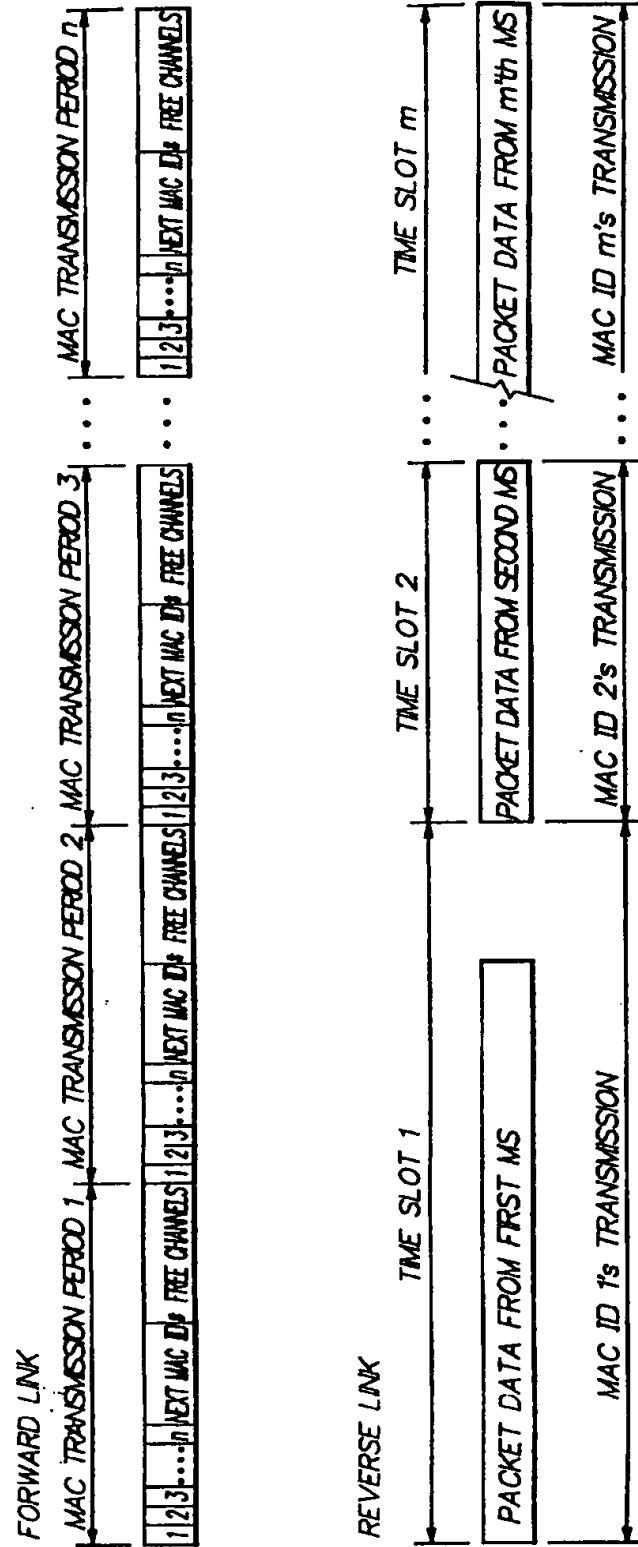 FORWARD LINK
MAC TRANSMISSION PERIOD 1 MAC TRANSMISSION PERIOD 2 MAC TRANSMISSION PERIOD 3 • • • MAC TRANSMISSION PERIOD n
1 2 3 •••• n NEXT MAC ID# FREE CHANNELS 1 2 3 •••• n NEXT MAC ID# FREE CHANNELS 1 2 3 •••• n NEXT MAC ID# FREE CHANNELS • • • 1 2 3 •••• n NEXT MAC ID# FREE CHANNELS
REVERSE LINK
TIME SLOT 1 TIME SLOT 2 • • • TIME SLOT m
PACKET DATA FROM FIRST MS PACKET DATA FROM SECOND MS • • • PACKET DATA FROM m'th MS
MAC ID 1's TRANSMISSION MAC ID 2's TRANSMISSION • • • MAC ID m's TRANSMISSION